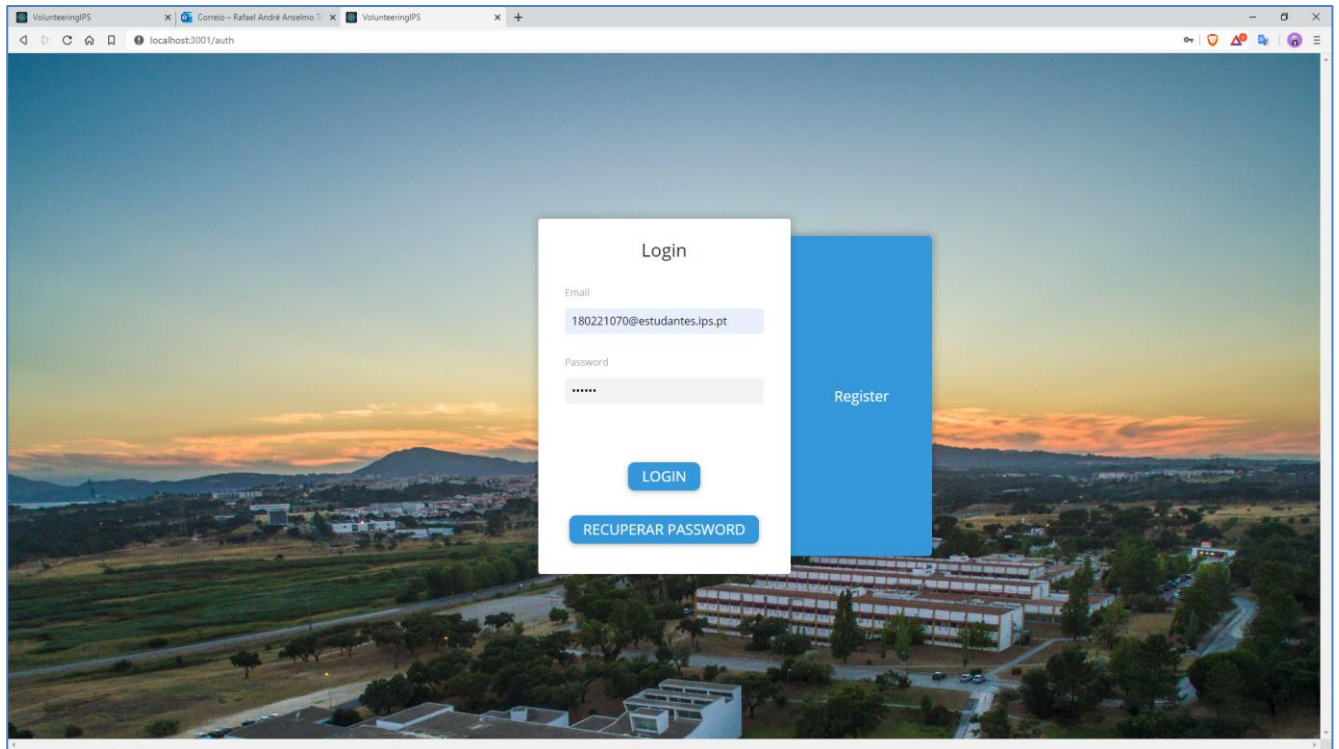 VolunteeringIPS
Correio – Rafael André Anselmo T
VolunteeringIPS
localhost:3001/auth
Login
Email
180221070@estudantes.ips.pt
Password
••••••
Register
LOGIN
RECUPERAR PASSWORD